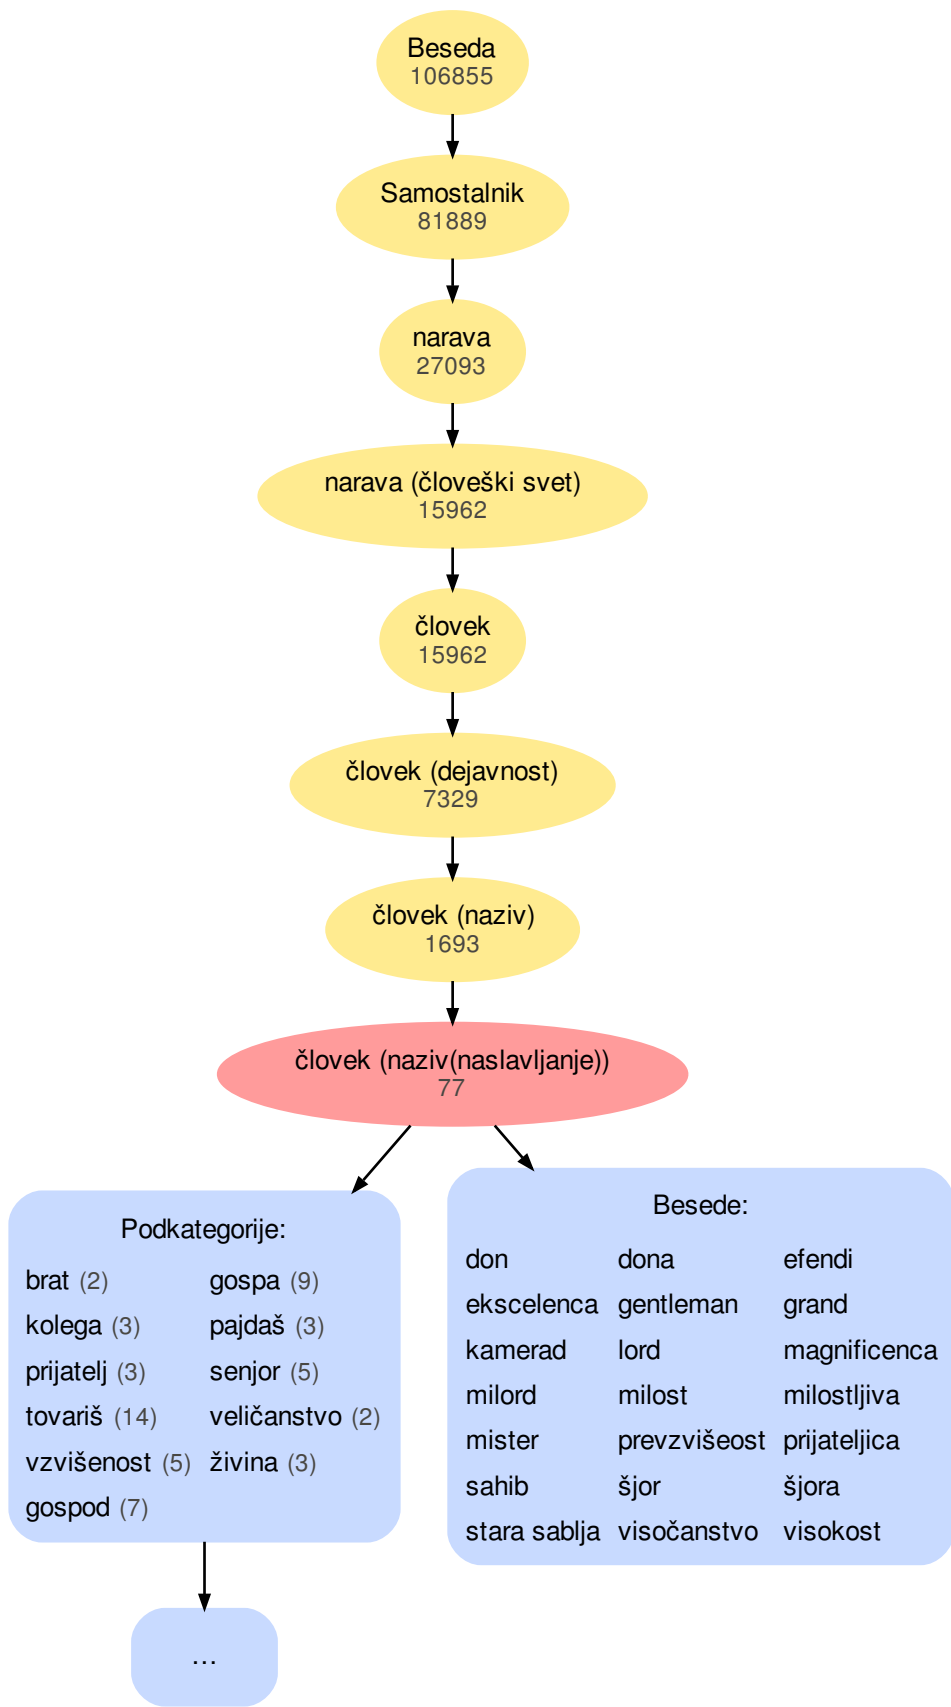 Beseda
106855
Samostalnik
81889
narava
27093
narava (človeški svet)
15962
človek
15962
človek (dejavnost)
7329
človek (naziv)
1693
človek (naziv(naslavljanje))
77
Podkategorije:
brat (2) gospa (9)
kolega (3) pajdaš (3)
prijatelj (3) senjor (5)
tovariš (14) veličanstvo (2)
vzvišenost (5) živina (3)
gospod (7)
Besede:
don dona efendi
ekscelenca gentleman grand
kamerad lord magnificenca
milord milost milostljiva
mister prevzvišeost prijateljica
sahib šjor šjora
stara sablja visočanstvo visokost
...